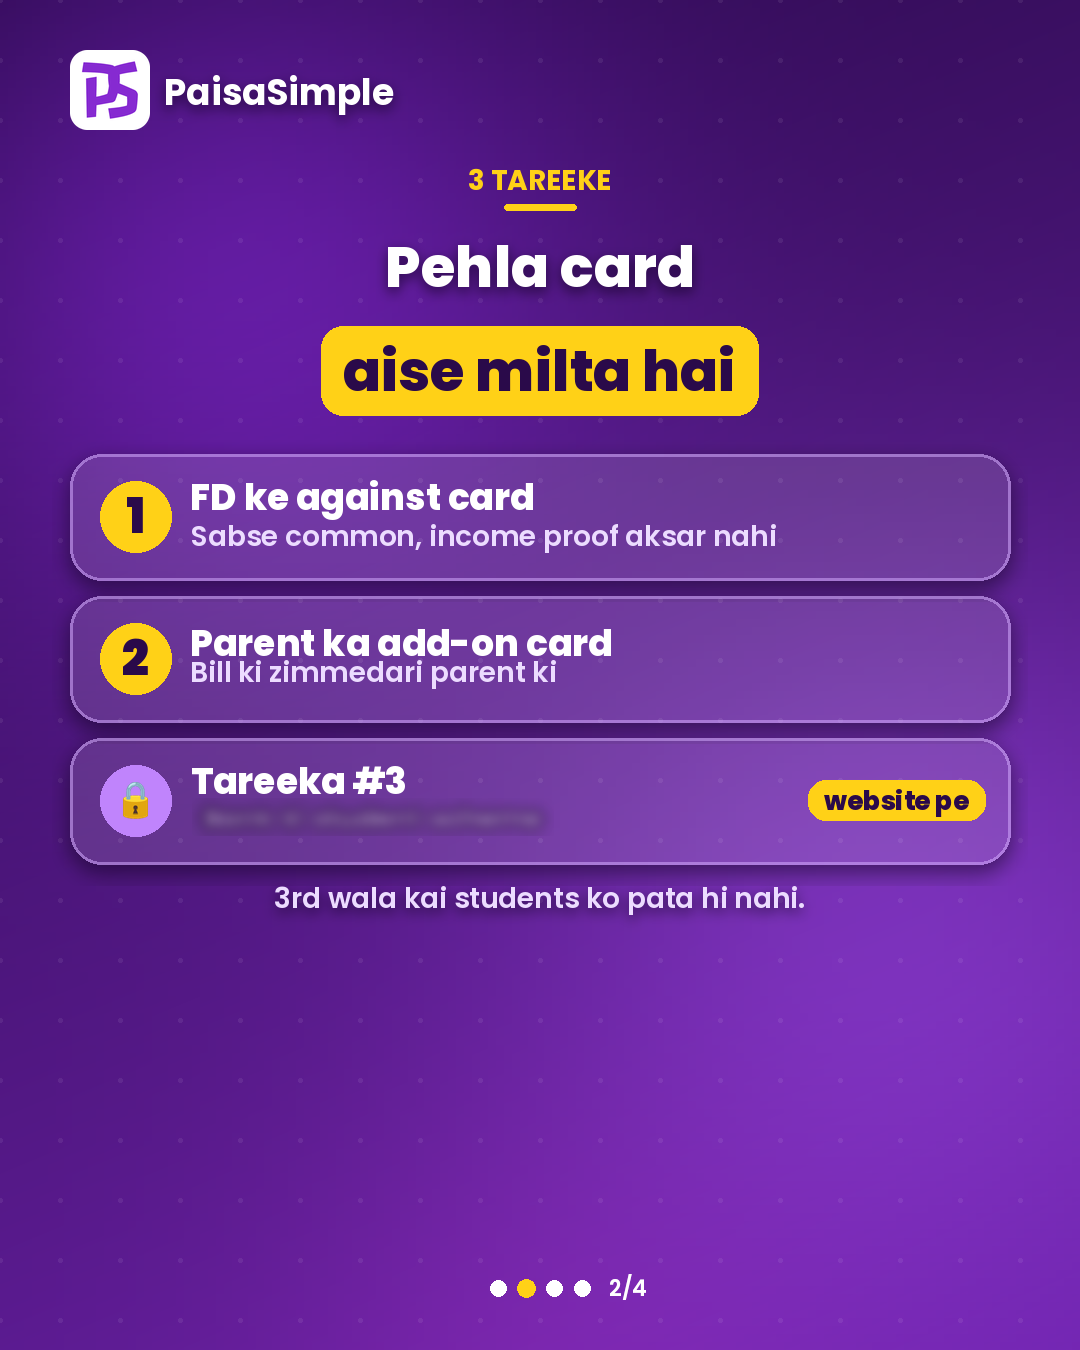 PaisaSimple
3 TAREEKE
Pehla card
aise milta hai
1
FD ke against card
Sabse common, income proof aksar nahi
2
Parent ka add-on card
Bill ki zimmedari parent ki
Tareeka #3
website pe
3rd wala kai students ko pata hi nahi.
2/4